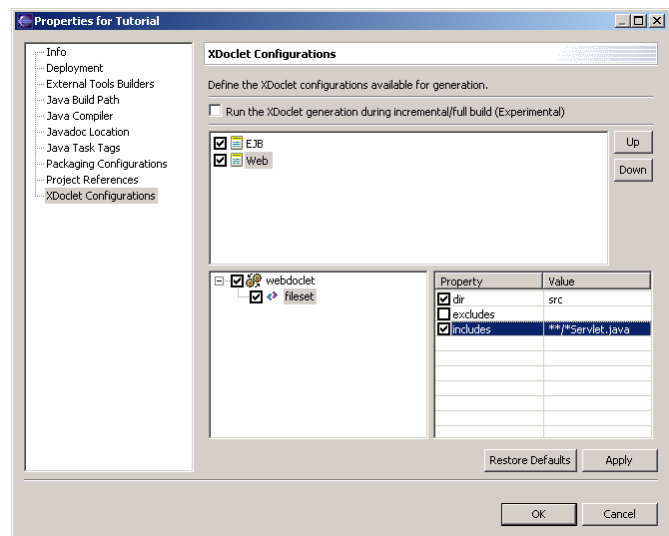 Properties for Tutorial
Info
Deployment
External Tools Builders
Java Build Path
Java Compiler
Javadoc Location
Java Task Tags
Packaging Configurations
Project References
XDoclet Configurations
XDoclet Configurations
Define the XDoclet configurations available for generation.
Run the XDoclet generation during incremental/full build (Experimental)
EJB
Web
Up
Down
webdoclet
fileset
Property Value
dir src
excludes
includes **/*Servlet.java
Restore Defaults Apply
OK Cancel